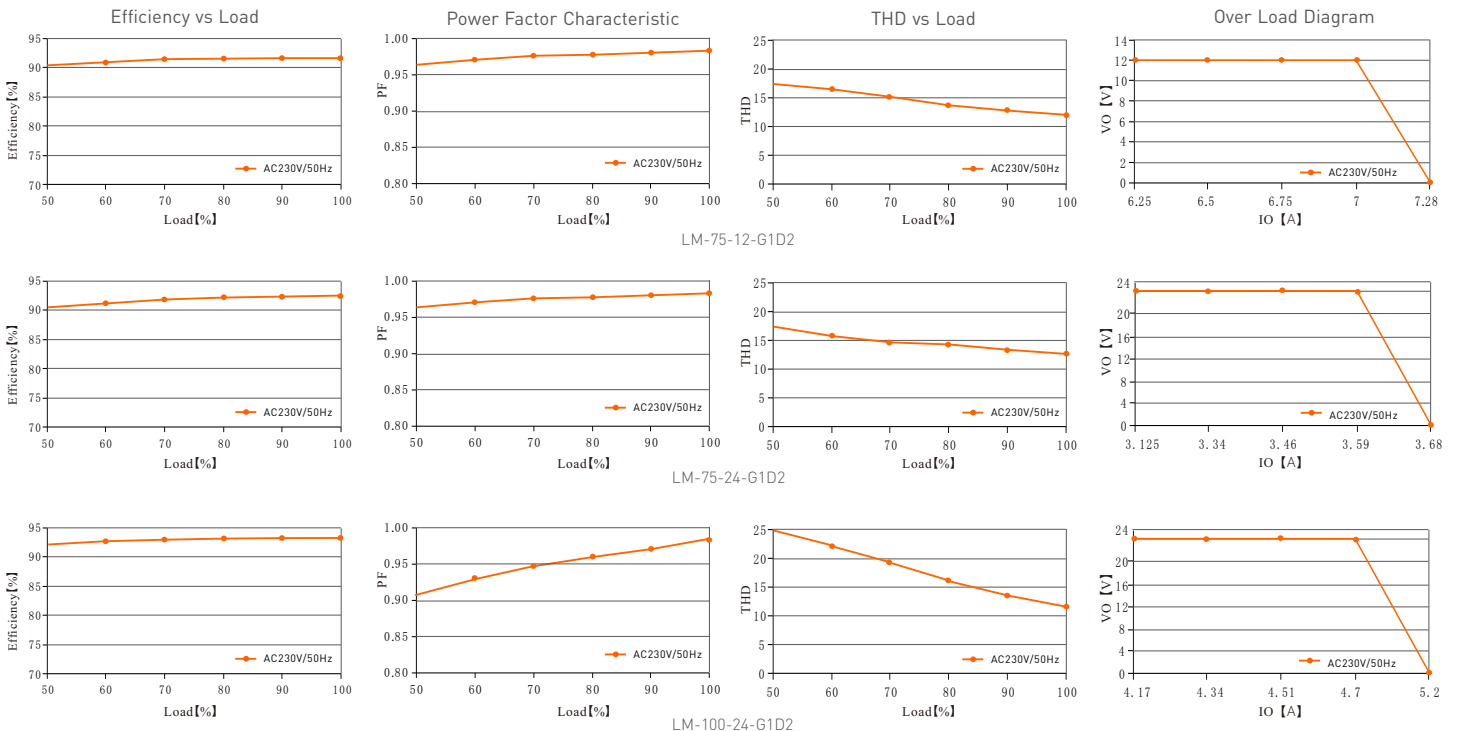 Efficiency vs Load
Power Factor Characteristic
THD vs Load
Over Load Diagram
Efficiency【%】
95
90
85
80
75
70
50 60 70 80 90 100
Load【%】
AC230V/50Hz
PF
1.00
0.95
0.90
0.85
0.80
50 60 70 80 90 100
Load【%】
AC230V/50Hz
THD
25
20
15
10
5
0
50 60 70 80 90 100
Load【%】
AC230V/50Hz
VO【V】
14
12
10
8
6
4
2
0
6.25 6.5 6.75 7 7.28
IO【A】
AC230V/50Hz
LM-75-12-G1D2
Efficiency【%】
95
90
85
80
75
70
50 60 70 80 90 100
Load【%】
AC230V/50Hz
PF
1.00
0.95
0.90
0.85
0.80
50 60 70 80 90 100
Load【%】
AC230V/50Hz
THD
25
20
15
10
5
0
50 60 70 80 90 100
Load【%】
AC230V/50Hz
VO【V】
24
20
16
12
8
4
0
3.125 3.34 3.46 3.59 3.68
IO【A】
AC230V/50Hz
LM-75-24-G1D2
Efficiency【%】
95
90
85
80
75
70
50 60 70 80 90 100
Load【%】
AC230V/50Hz
PF
1.00
0.95
0.90
0.85
0.80
50 60 70 80 90 100
Load【%】
AC230V/50Hz
THD
25
20
15
10
5
0
50 60 70 80 90 100
Load【%】
AC230V/50Hz
VO【V】
24
20
16
12
8
4
0
4.17 4.34 4.51 4.7 5.2
IO【A】
AC230V/50Hz
LM-100-24-G1D2